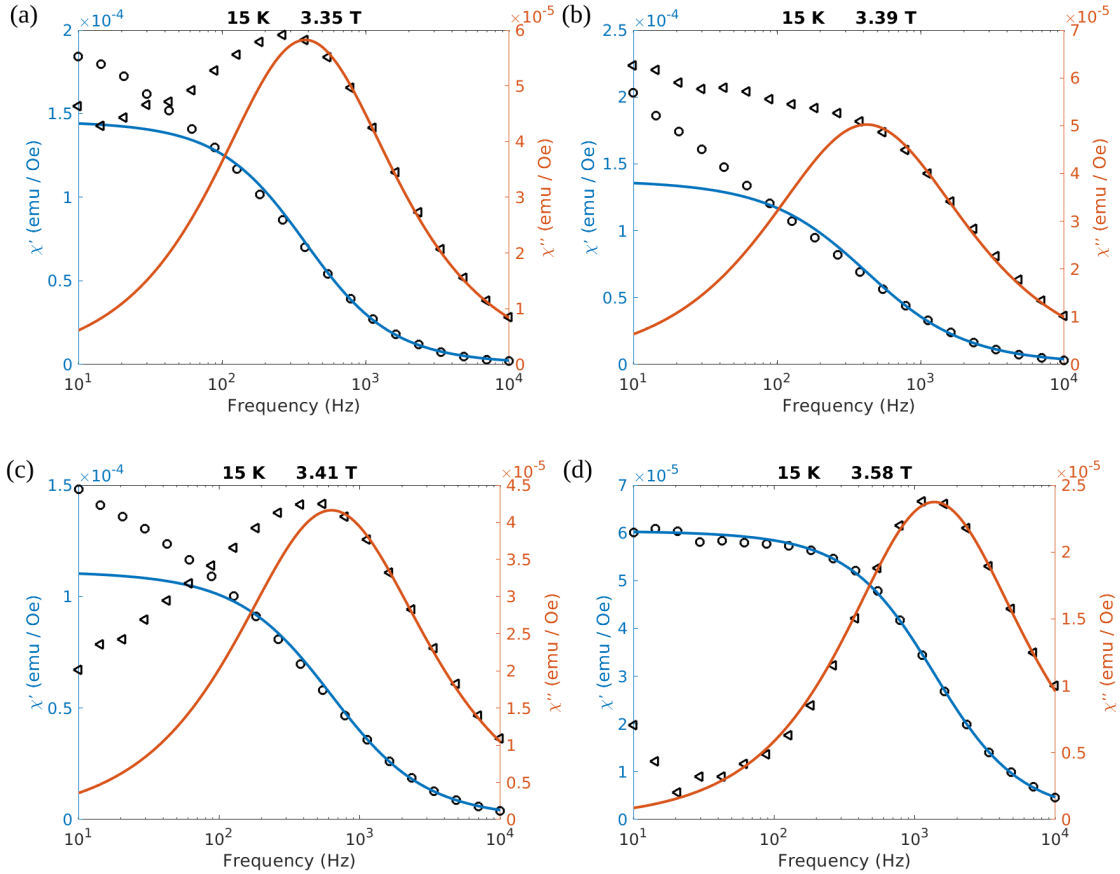 (a)
15 K 3.35 T
×10⁻⁴
×10⁻⁵
2
1.5
1
0.5
0
6
5
4
3
2
1
0
χ′ (emu / Oe)
χ′′ (emu / Oe)
10¹ 10² 10³ 10⁴
Frequency (Hz)
(b)
15 K 3.39 T
×10⁻⁴
×10⁻⁵
2.5
2
1.5
1
0.5
0
7
6
5
4
3
2
1
0
χ′ (emu / Oe)
χ′′ (emu / Oe)
10¹ 10² 10³ 10⁴
Frequency (Hz)
(c)
15 K 3.41 T
×10⁻⁴
×10⁻⁵
1.5
1
0.5
0
4.5
4
3.5
3
2.5
2
1.5
1
0.5
0
χ′ (emu / Oe)
χ′′ (emu / Oe)
10¹ 10² 10³ 10⁴
Frequency (Hz)
(d)
15 K 3.58 T
×10⁻⁵
×10⁻⁵
7
6
5
4
3
2
1
0
2.5
2
1.5
1
0.5
0
χ′ (emu / Oe)
χ′′ (emu / Oe)
10¹ 10² 10³ 10⁴
Frequency (Hz)